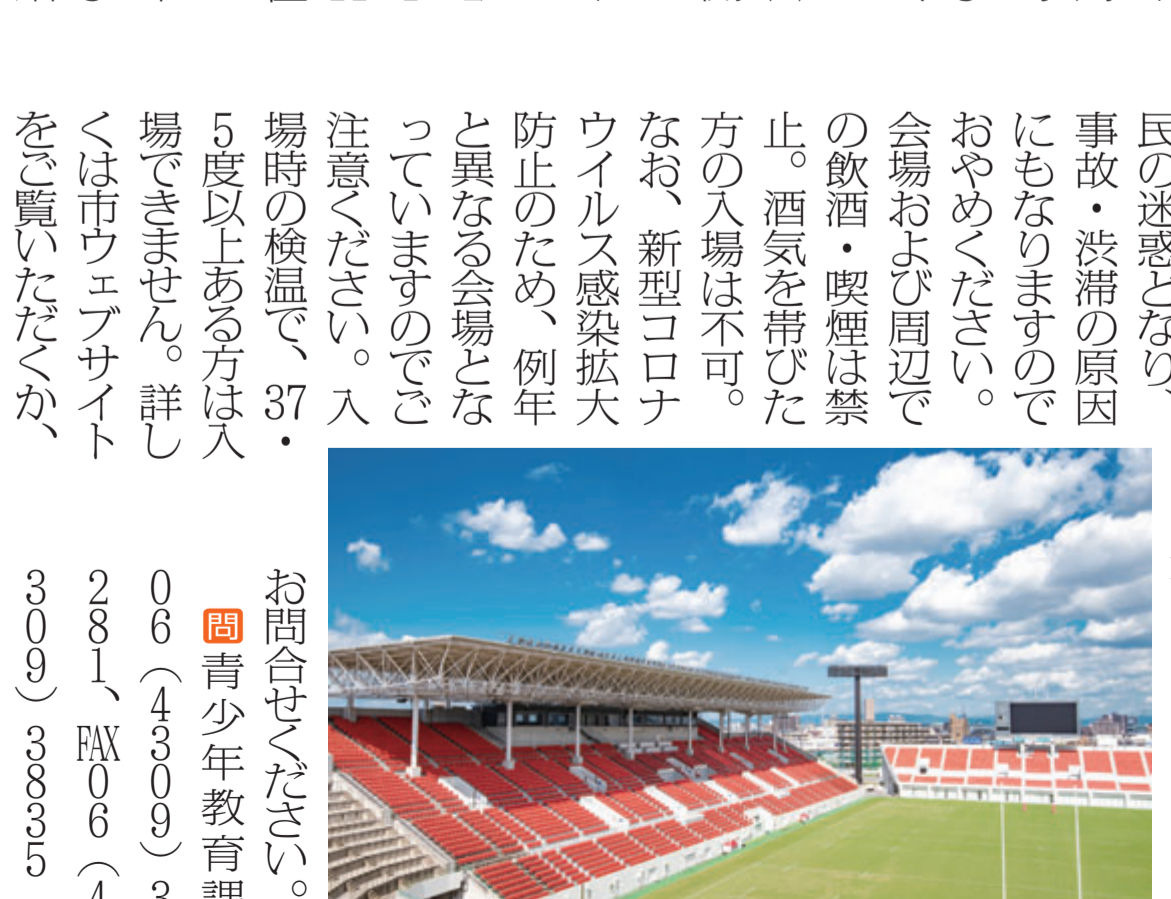 民の迷惑となり、
事故・渋滞の原因
にもなりますので
おやめください。
会場および周辺で
の飲酒・喫煙は禁
止。酒気を帯びた
方の入場は不可。
なお、新型コロナ
ウイルス感染拡大
防止のため、例年
と異なる会場とな
っていますのでご
注意ください。入
場時の検温で、37・
5度以上ある方は入
場できません。詳し
くは市ウェブサイト
をご覧いただくか、
お問合せください。
問青少年教育課
06（4309）3
281、FAX06（4
309）3835